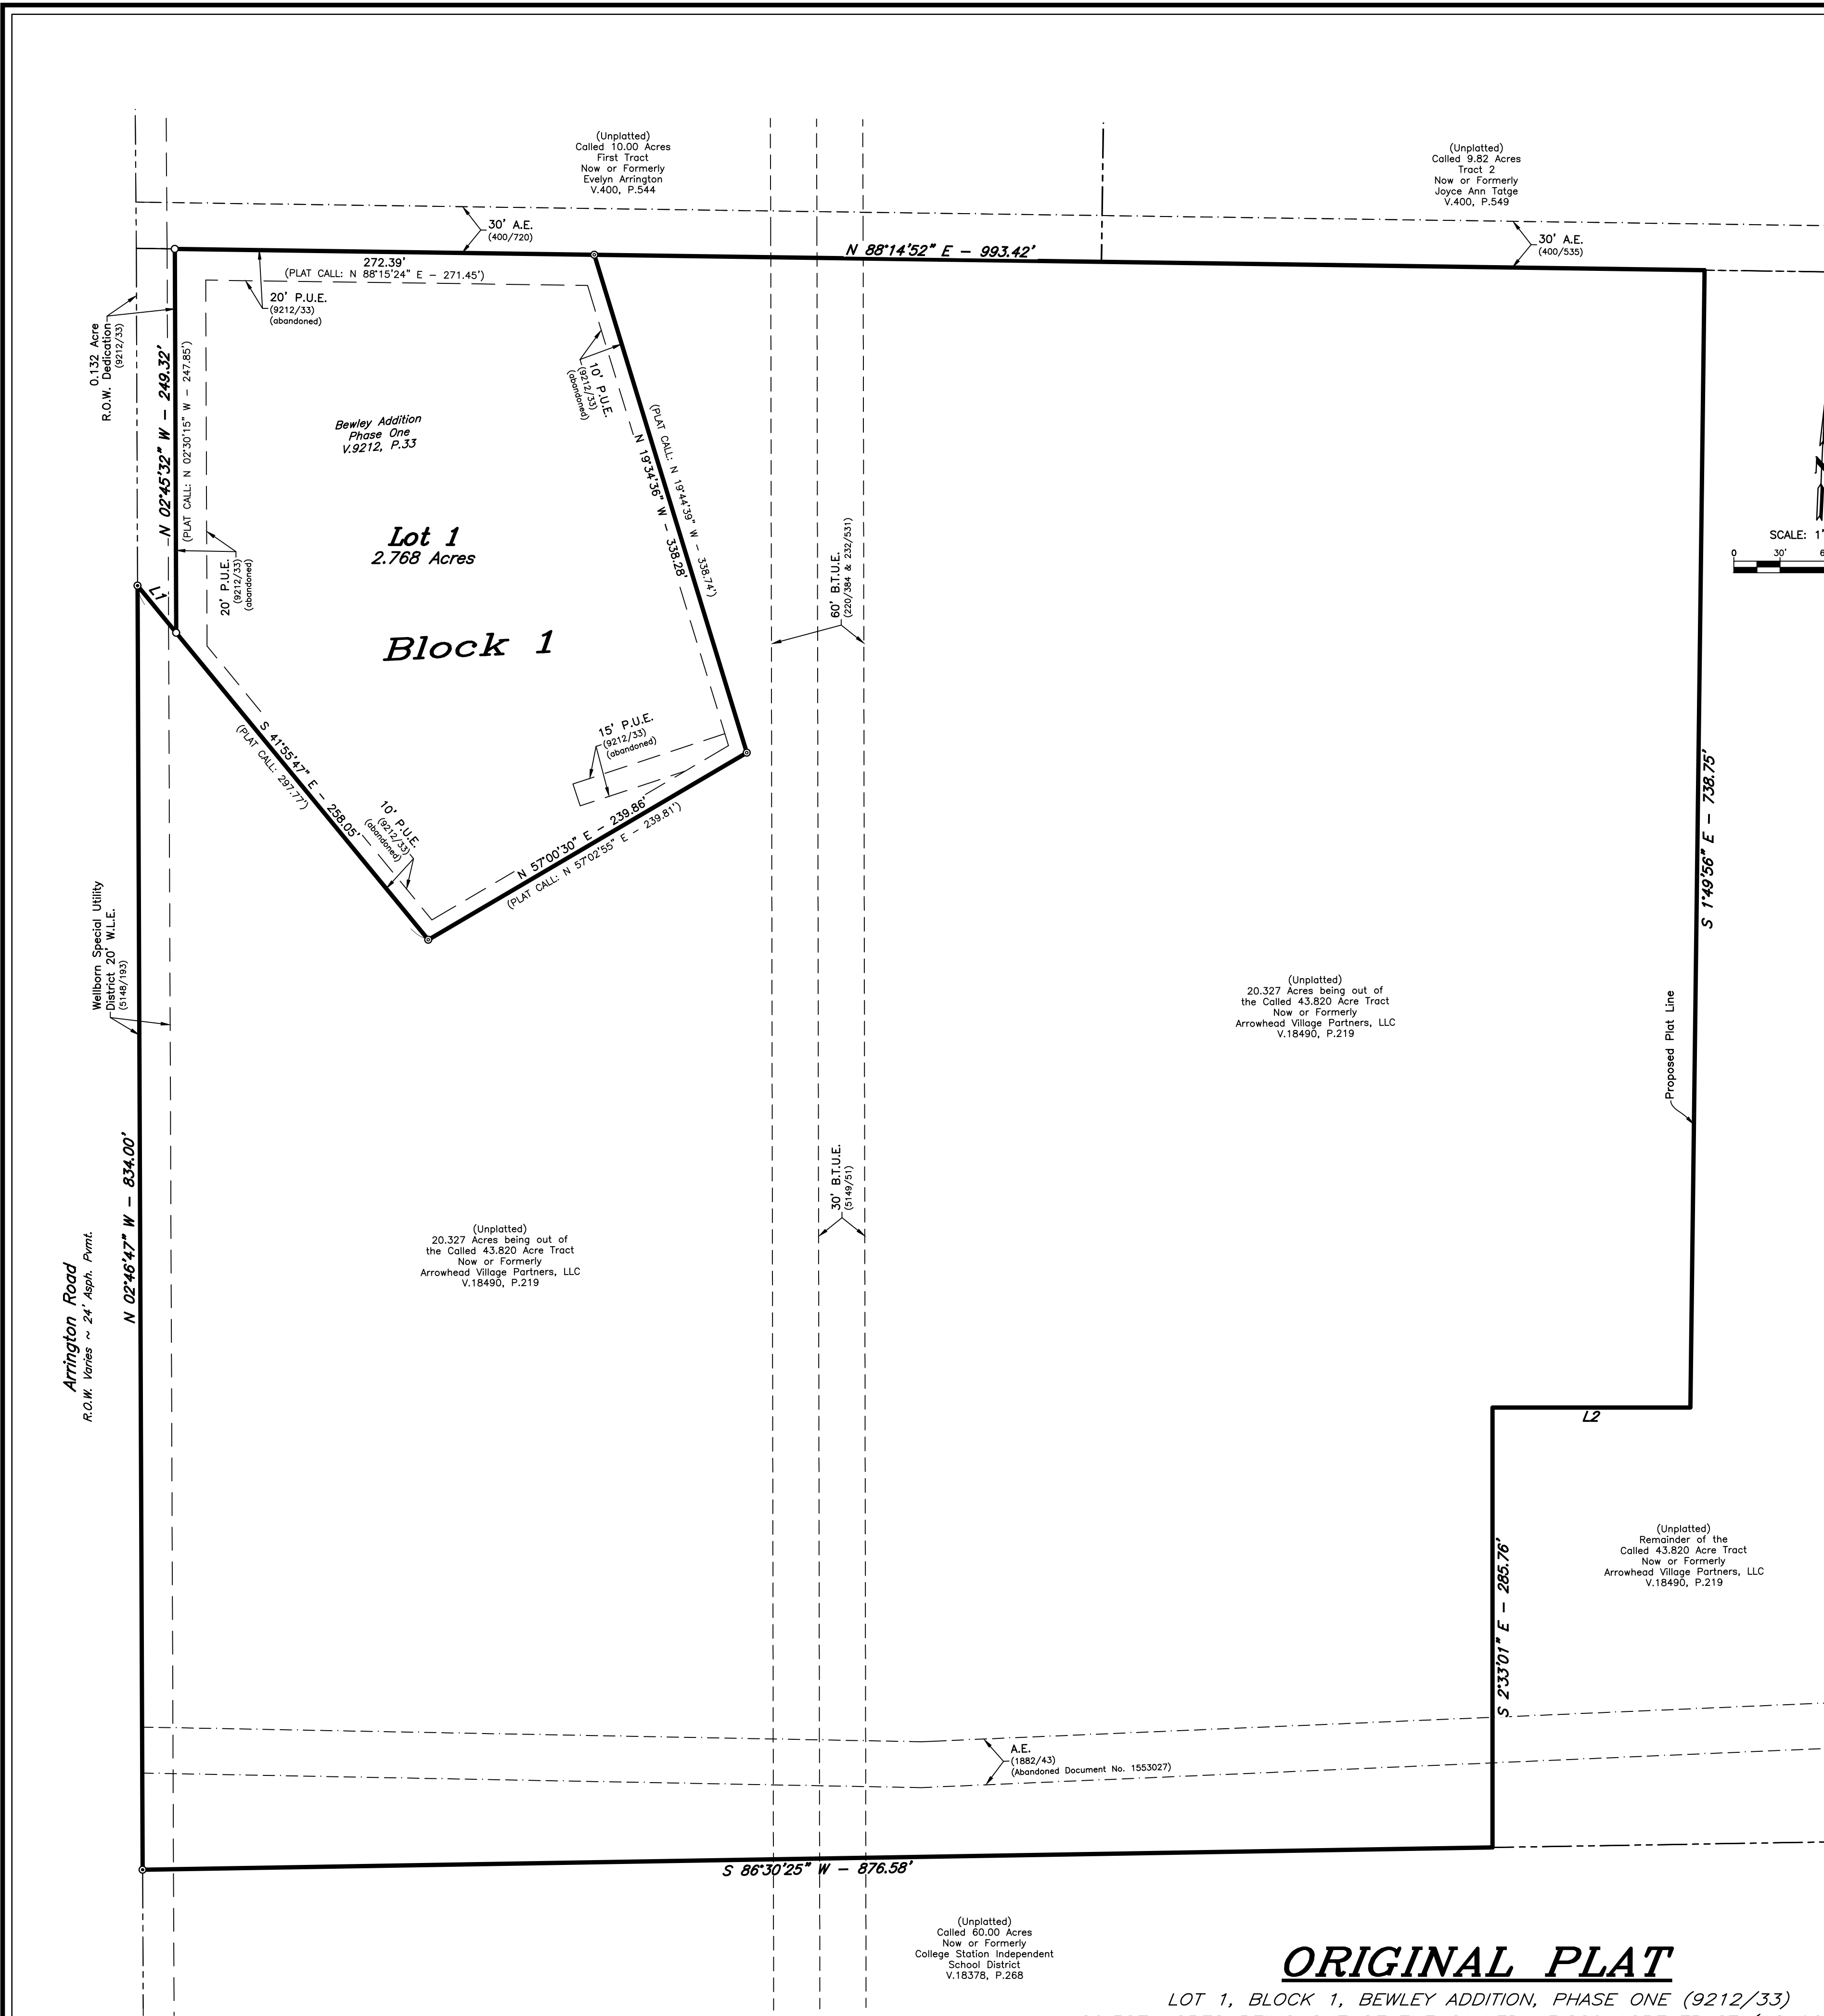 (Unplatted)
Called 10.00 Acres
First Tract
Now or Formerly
Evelyn Arrington
V.400, P.544
(Unplatted)
Called 9.82 Acres
Tract 2
Now or Formerly
Joyce Ann Tatge
V.400, P.549
30' A.E.
(400/720)
30' A.E.
(400/535)
N 88°14'52" E - 993.42'
272.39'
(PLAT CALL: N 88°15'24" E - 271.45')
20' P.U.E.
(9212/33)
(abandoned)
0.132 Acre
R.O.W. Dedication
(9212/33)
N 02°45'32" W - 249.32'
(PLAT CALL: N 02°30'15" W - 247.85')
10' P.U.E.
(9212/33)
(abandoned)
(PLAT CALL: N 19°44'39" W - 338.74')
N 19°34'36" W - 338.28'
Bewley Addition
Phase One
V.9212, P.33
Lot 1
2.768 Acres
Block 1
20' P.U.E.
(9212/33)
(abandoned)
L1
60' B.T.U.E.
(220/384 & 232/531)
SCALE: 1'
0
30'
15' P.U.E.
(9212/33)
(abandoned)
S 41°55'47" E - 258.05'
(PLAT CALL: 297.77')
10' P.U.E.
(9212/33)
(abandoned)
N 57°00'30" E - 239.86'
(PLAT CALL: N 57°02'55" E - 239.81')
S 1°49'56" E - 738.75'
Wellborn Special Utility
District 20' W.L.E.
(5148/193)
(Unplatted)
20.327 Acres being out of
the Called 43.820 Acre Tract
Now or Formerly
Arrowhead Village Partners, LLC
V.18490, P.219
Proposed Plat Line
N 02°46'47" W - 834.00'
30' B.T.U.E.
(5149/51)
(Unplatted)
20.327 Acres being out of
the Called 43.820 Acre Tract
Now or Formerly
Arrowhead Village Partners, LLC
V.18490, P.219
Arrington Road
R.O.W. Varies ~ 24' Asph. Pvmt.
L2
S 2°33'01" E - 285.76'
(Unplatted)
Remainder of the
Called 43.820 Acre Tract
Now or Formerly
Arrowhead Village Partners, LLC
V.18490, P.219
A.E.
(1882/43)
(Abandoned Document No. 1553027)
S 86°30'25" W - 876.58'
(Unplatted)
Called 60.00 Acres
Now or Formerly
College Station Independent
School District
V.18378, P.268
ORIGINAL PLAT
LOT 1, BLOCK 1, BEWLEY ADDITION, PHASE ONE (9212/33)